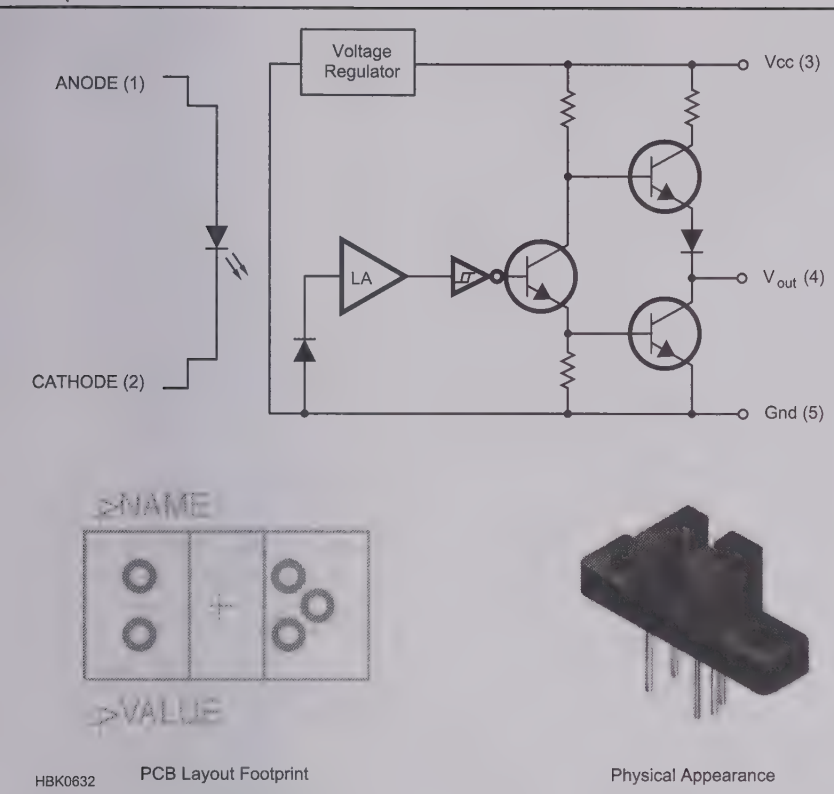 Voltage
Regulator
Vcc (3)
ANODE (1)
LA
V out (4)
CATHODE (2)
Gnd (5)
>NAME
>VALUE
HBK0632
PCB Layout Footprint
Physical Appearance